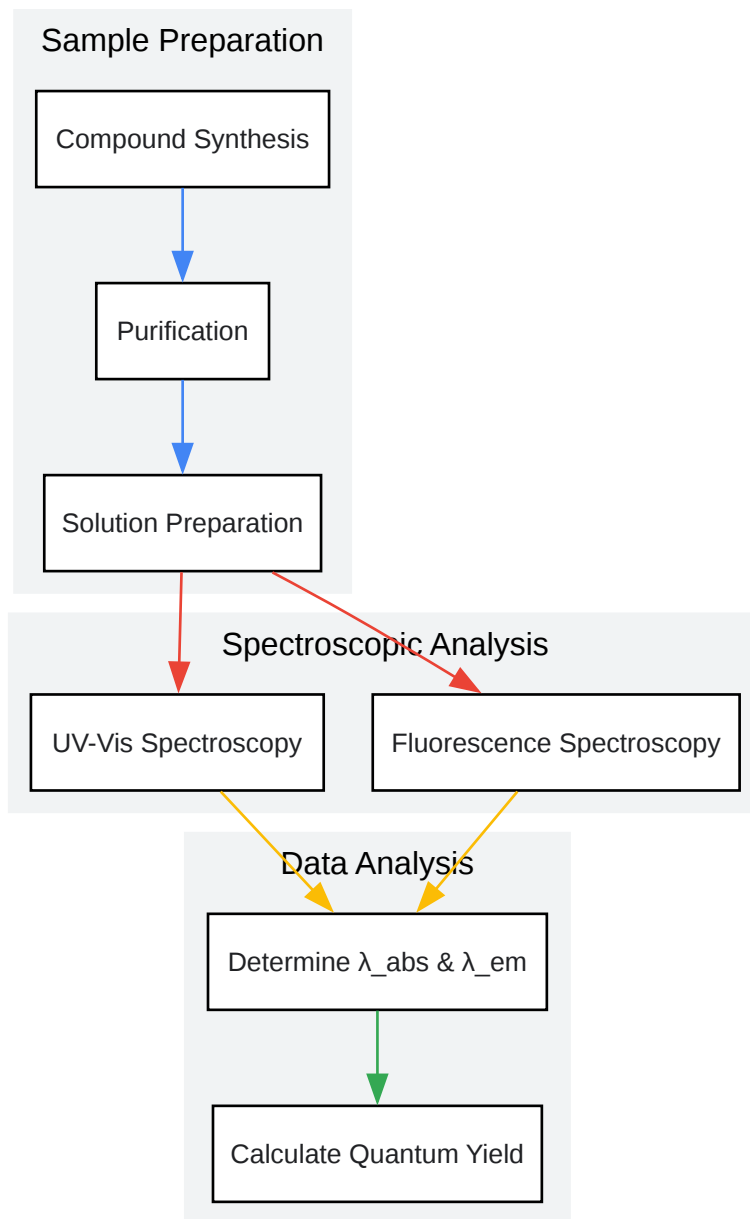 Sample Preparation
Compound Synthesis
Purification
Solution Preparation
Spectroscopic Analysis
UV-Vis Spectroscopy
Fluorescence Spectroscopy
Data Analysis
Determine λ_abs & λ_em
Calculate Quantum Yield